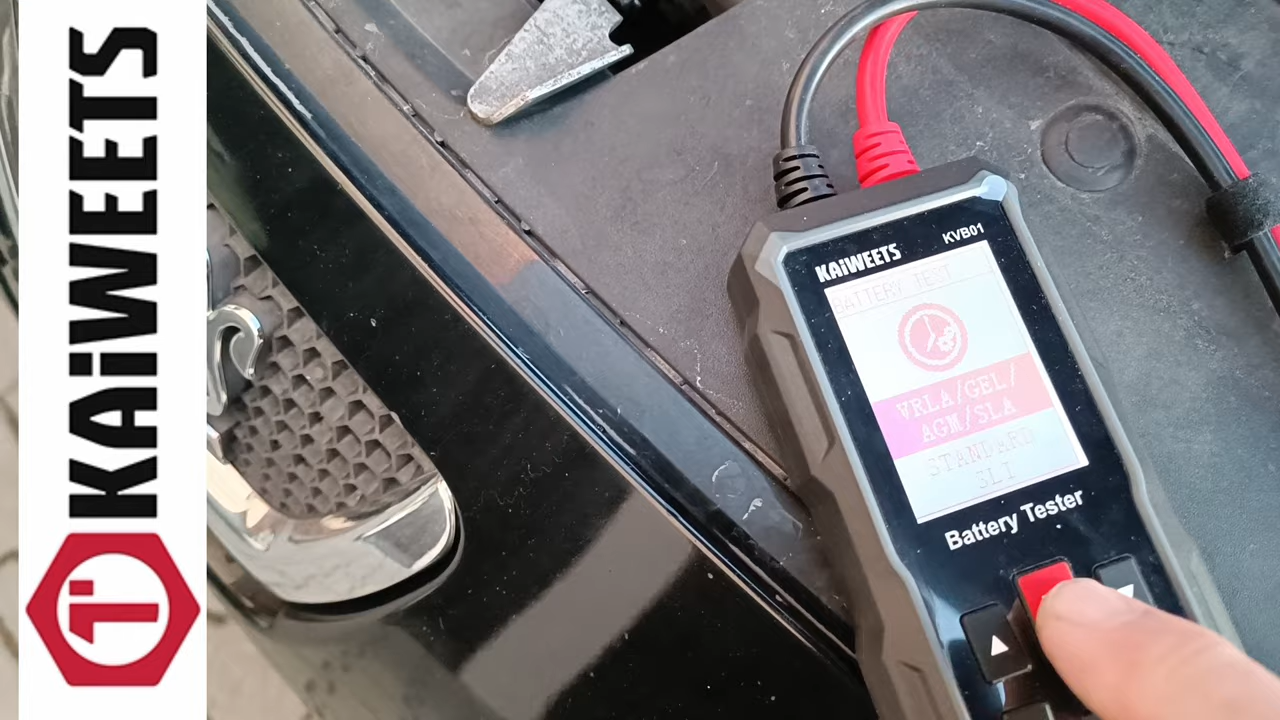 KAiWEETS
KAiWEETS
KVB01
BATTERY TEST
VRLA/GEL/
AGM/SLA
STANDARD
SLI
Battery Tester